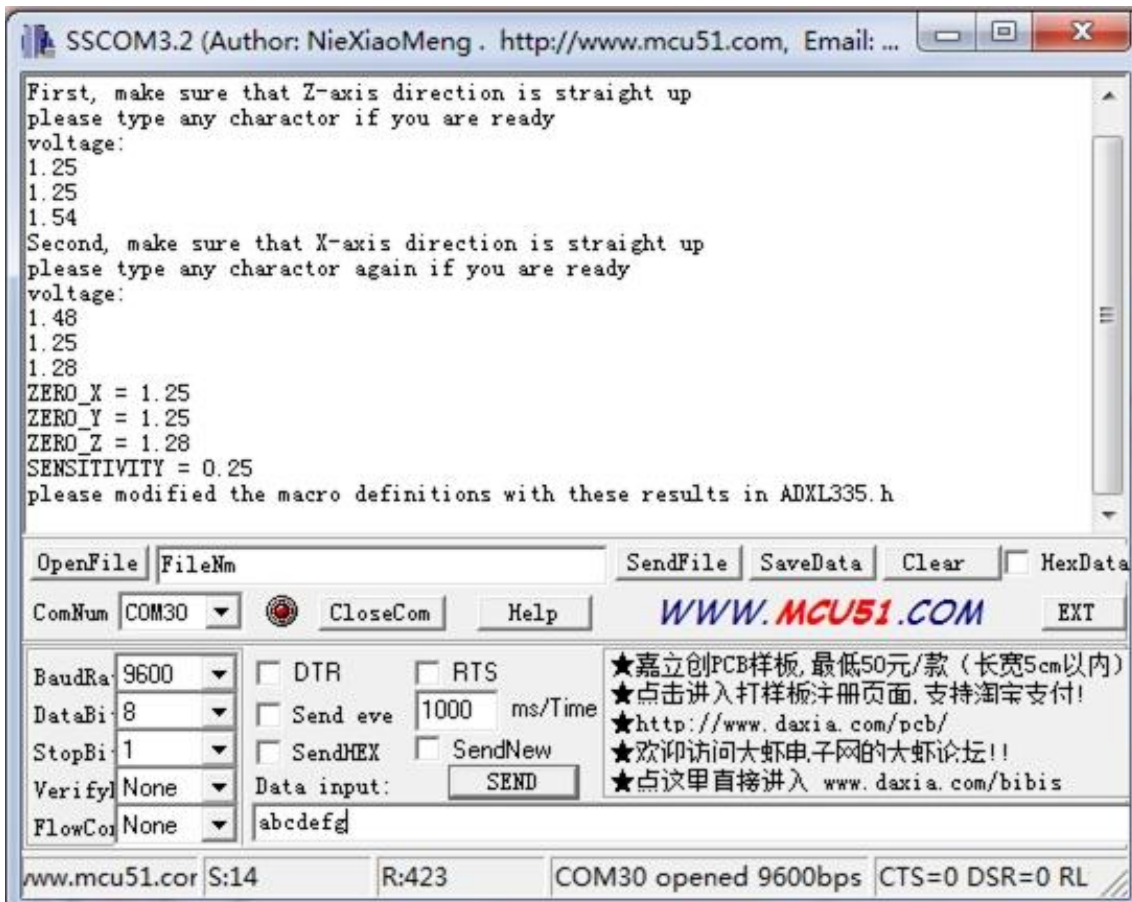 SSCOM3.2 (Author: NieXiaoMeng . http://www.mcu51.com, Email: ...
First, make sure that Z-axis direction is straight up
please type any charactor if you are ready
voltage:
1.25
1.25
1.54
Second, make sure that X-axis direction is straight up
please type any charactor again if you are ready
voltage:
1.48
1.25
1.28
ZERO_X = 1.25
ZERO_Y = 1.25
ZERO_Z = 1.28
SENSITIVITY = 0.25
please modified the macro definitions with these results in ADXL335.h
OpenFile FileNm SendFile SaveData Clear HexData
ComNum COM30 CloseCom Help WWW.MCU51.COM EXT
BaudRa 9600 DTR RTS
DataBi 8 Send eve 1000 ms/Time
StopBi 1 SendHEX SendNew
Verifyl None Data input: SEND
FlowCo None abcdefg
★嘉立创PCB样板,最低50元/款(长宽5cm以内)
★点击进入打样板注册页面,支持淘宝支付!
★http://www.daxia.com/pcb/
★欢迎访问大虾电子网的大虾论坛!!
★点这里直接进入 www.daxia.com/bibis
www.mcu51.cor S:14 R:423 COM30 opened 9600bps CTS=0 DSR=0 RL